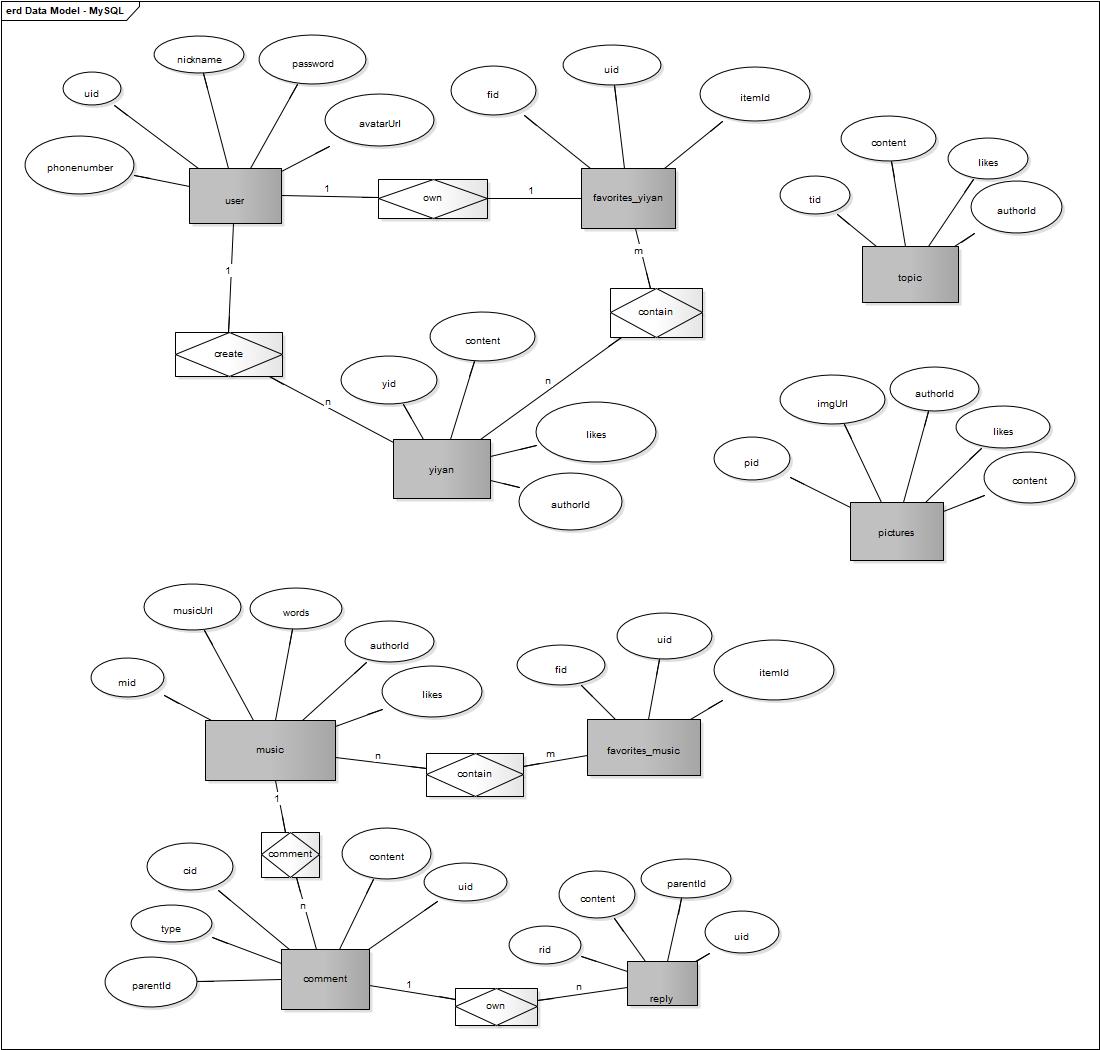 erd Data Model - MySQL
nickname
password
uid
avatarUrl
phonenumber
user
1
own
1
fid
uid
itemId
favorites_yiyan
m
contain
n
1
create
n
yid
content
likes
authorId
yiyan
content
likes
tid
authorId
topic
imgUrl
authorId
likes
pid
content
pictures
musicUrl
words
authorId
mid
likes
music
n
contain
m
fid
uid
itemId
favorites_music
1
comment
n
cid
content
uid
type
parentId
comment
1
own
n
content
parentId
rid
uid
reply